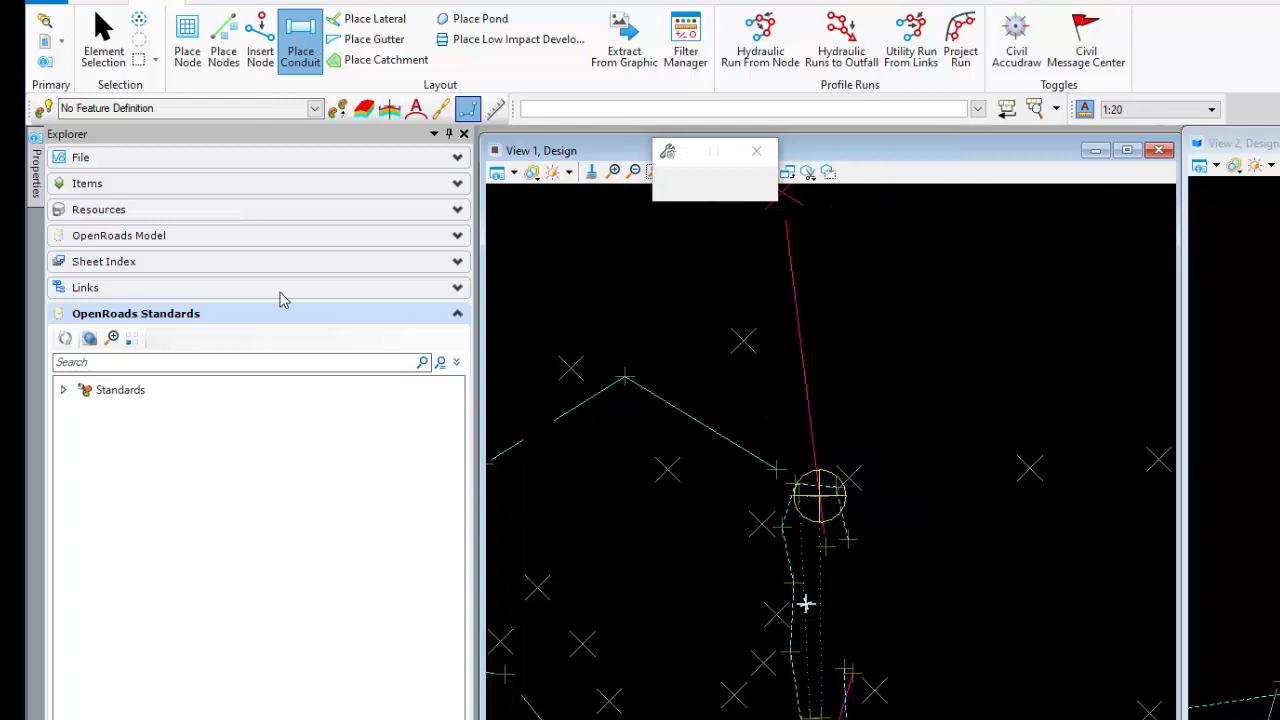 Element
Selection
Primary
Selection
Place
Node
Place
Nodes
Insert
Node
Place
Conduit
Place Lateral
Place Gutter
Place Catchment
Place Pond
Place Low Impact Develo...
Layout
Extract
From Graphic
Filter
Manager
Hydraulic
Run From Node
Hydraulic
Runs to Outfall
Utility Run
From Links
Project
Run
Profile Runs
Civil
Accudraw
Civil
Message Center
Toggles
No Feature Definition
A
1:20
Properties
Explorer
File
Items
Resources
OpenRoads Model
Sheet Index
Links
OpenRoads Standards
Search
Standards
View 1, Design
View 2, Design